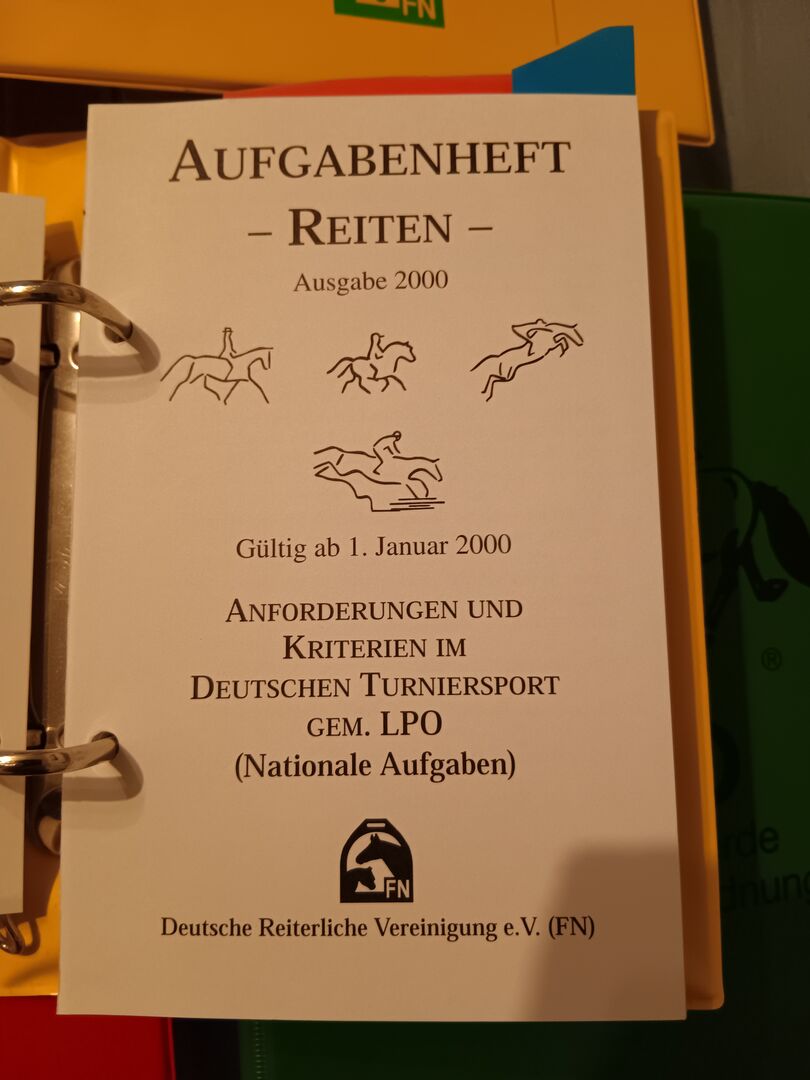 FN
AUFGABENHEFT
– REITEN –
Ausgabe 2000
Gültig ab 1. Januar 2000
ANFORDERUNGEN UND
KRITERIEN IM
DEUTSCHEN TURNIERSPORT
GEM. LPO
(Nationale Aufgaben)
FN
Deutsche Reiterliche Vereinigung e.V. (FN)
®